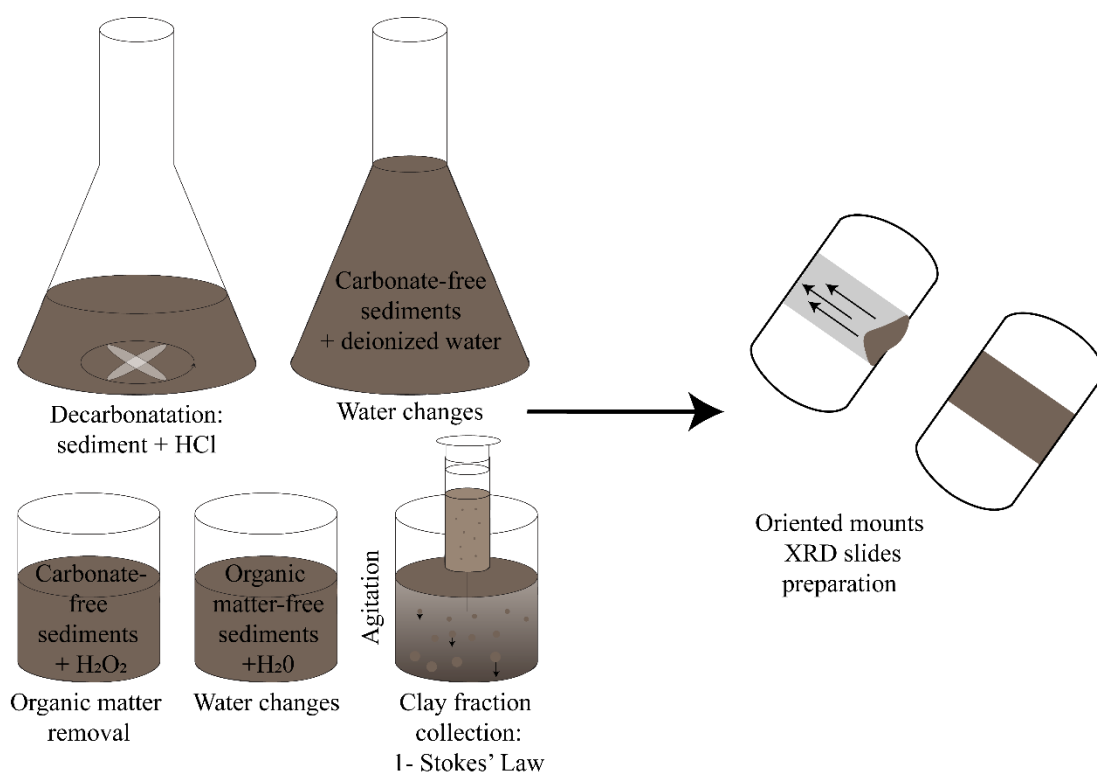 Carbonate-free
sediments
+ deionized water
Decarbonatation:
sediment + HCl
Water changes
Carbonate-
free
sediments
+ H₂O₂
Organic matter
removal
Organic
matter-free
sediments
+H₂0
Water changes
Agitation
Clay fraction
collection:
1- Stokes' Law
Oriented mounts
XRD slides
preparation